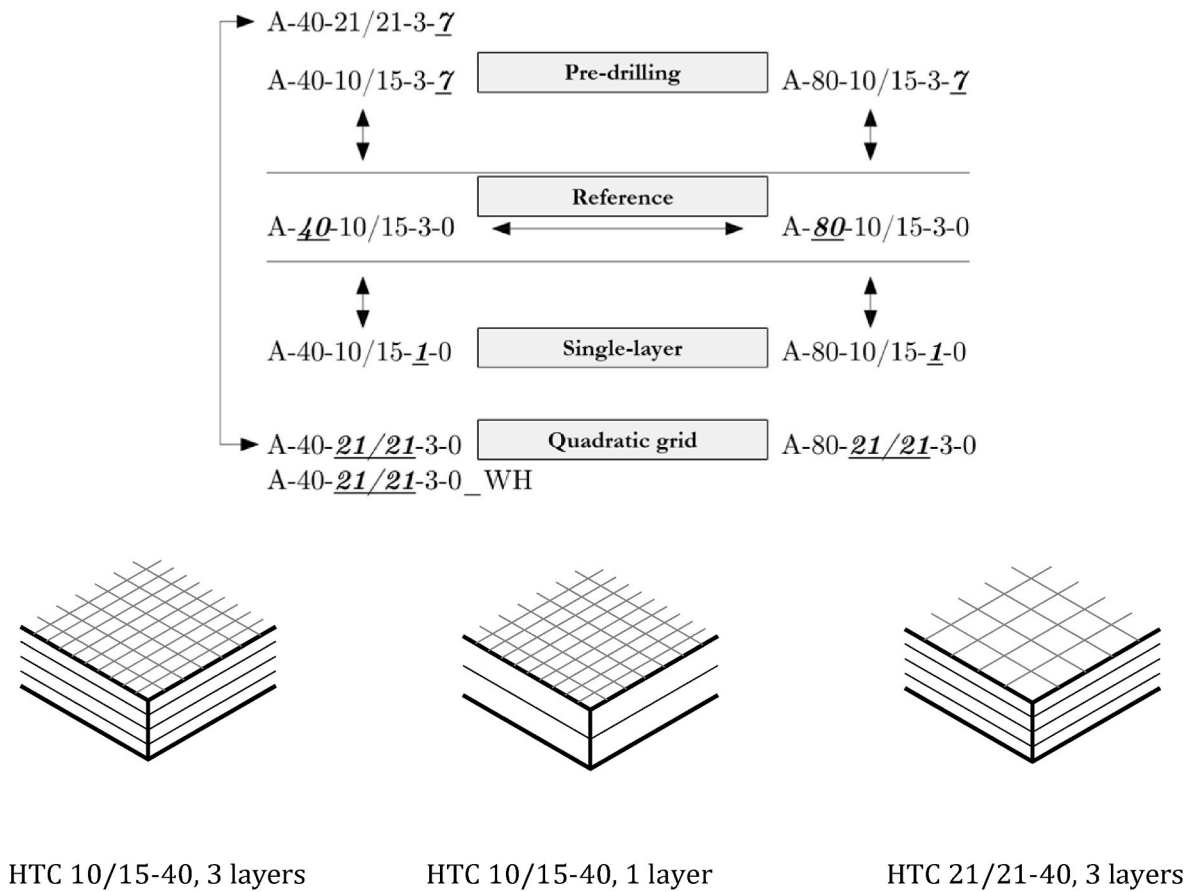 A-40-21/21-3-7
A-40-10/15-3-7 Pre-drilling A-80-10/15-3-7
Reference
A-40-10/15-3-0 A-80-10/15-3-0
A-40-10/15-1-0 Single-layer A-80-10/15-1-0
A-40-21/21-3-0 Quadratic grid A-80-21/21-3-0
A-40-21/21-3-0_WH
HTC 10/15-40, 3 layers HTC 10/15-40, 1 layer HTC 21/21-40, 3 layers